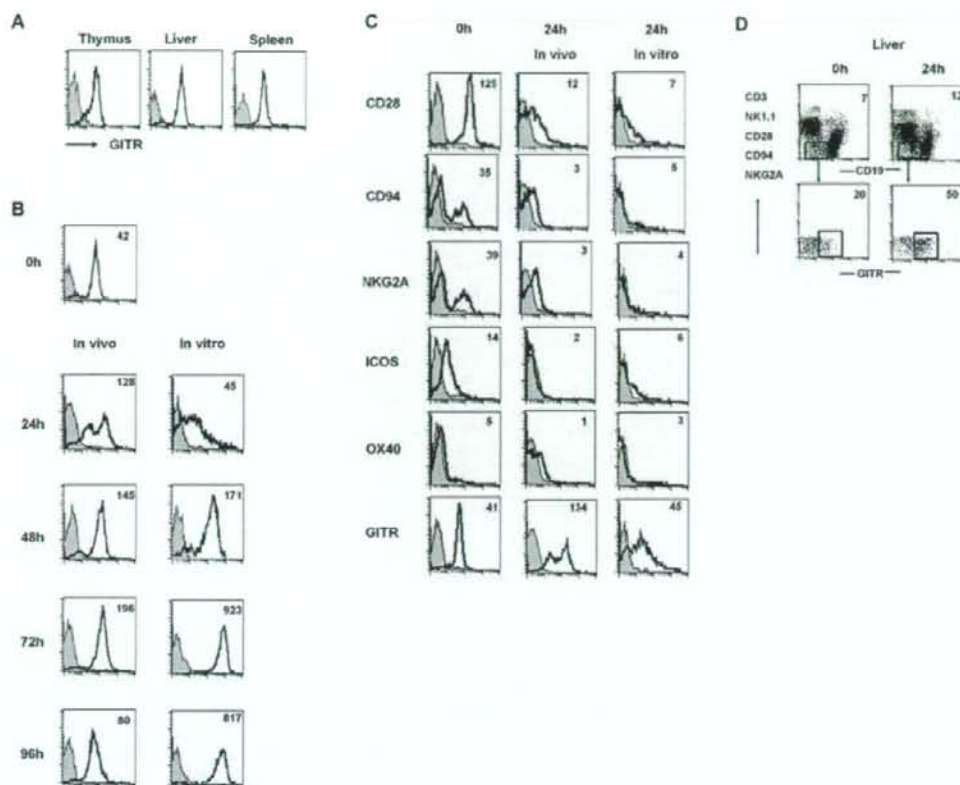 A
Thymus Liver Spleen
GITR
B
0h
42
In vivo In vitro
24h
128 45
48h
145 171
72h
196 923
96h
80 817
C
0h 24h 24h
In vivo In vitro
CD28
125 12 7
CD94
35 3 5
NKG2A
39 3 4
ICOS
14 2 6
OX40
1 3
GITR
41 134 45
D
Liver
0h 24h
CD3
NK1.1
CD28
CD94
NKG2A
7 12
CD19
20 50
GITR